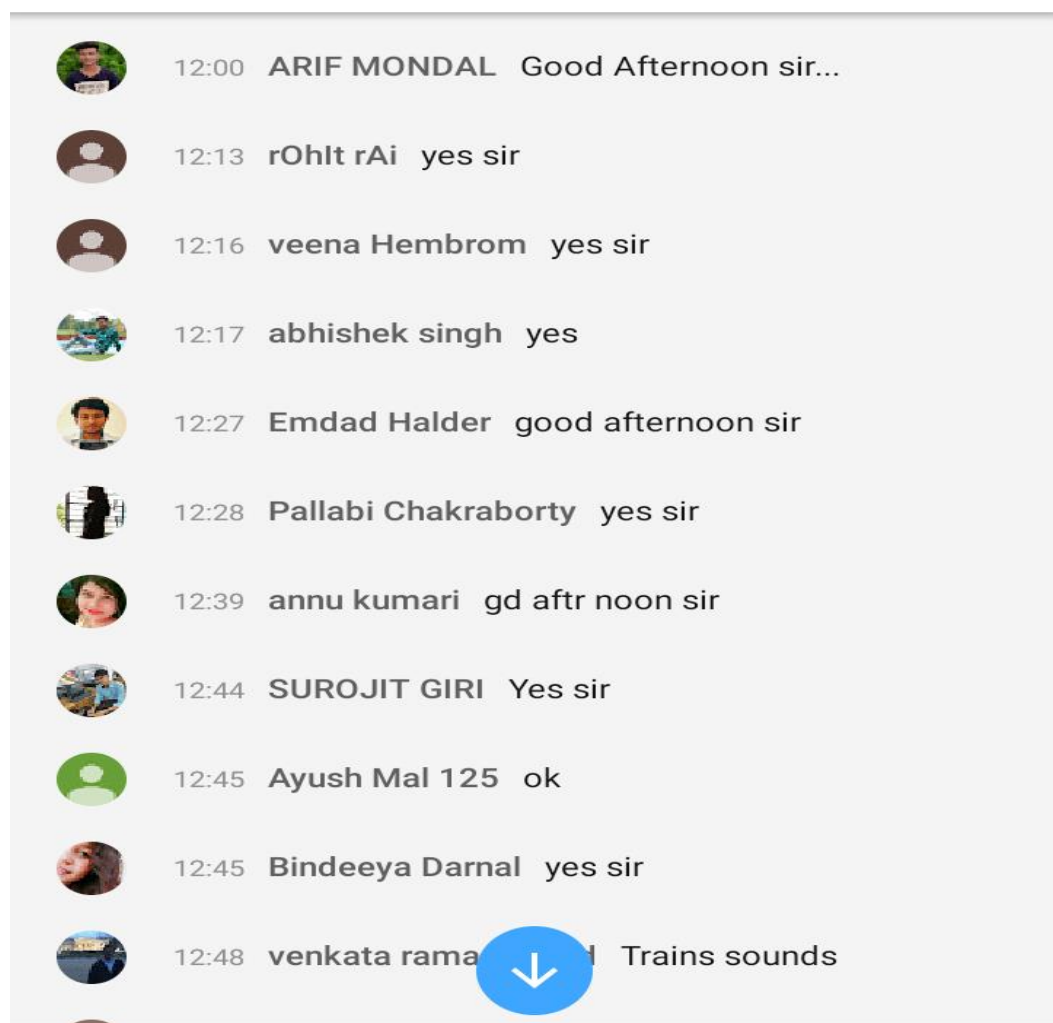 12:00 ARIF MONDAL Good Afternoon sir...
12:13 rOhIt rAi yes sir
12:16 veena Hembrom yes sir
12:17 abhishek singh yes
12:27 Emdad Halder good afternoon sir
12:28 Pallabi Chakraborty yes sir
12:39 annu kumari gd aftr noon sir
12:44 SUROJIT GIRI Yes sir
12:45 Ayush Mal 125 ok
12:45 Bindeeya Darnal yes sir
12:48 venkata rama Trains sounds